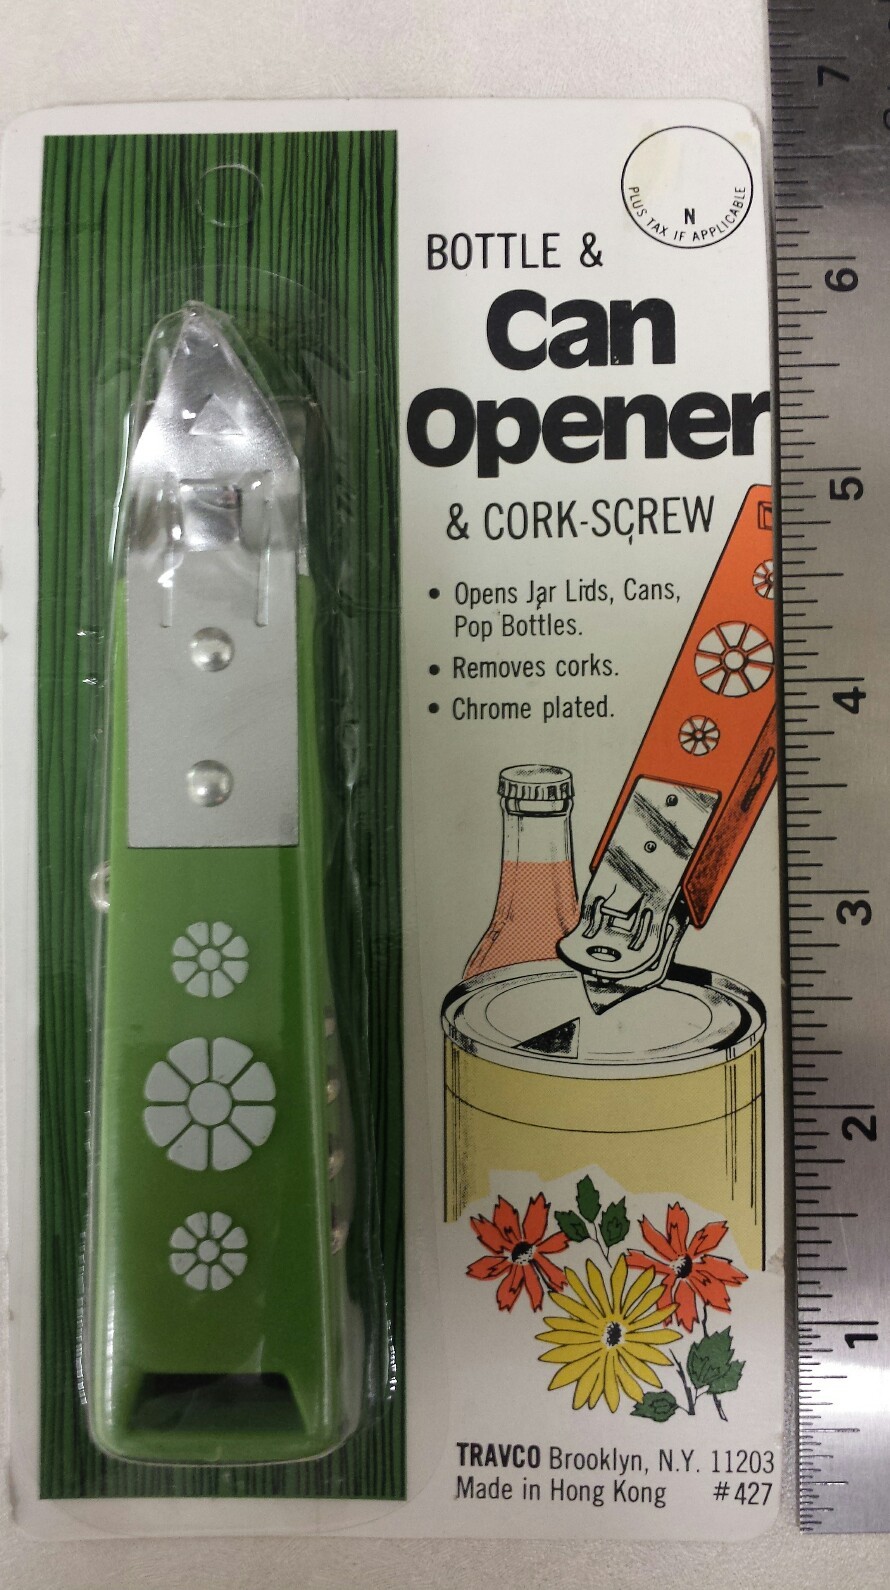 N
PLUS TAX IF APPLICABLE
BOTTLE &
Can
Opener
& CORK-SCREW
• Opens Jar Lids, Cans,
Pop Bottles.
• Removes corks.
• Chrome plated.
TRAVCO Brooklyn, N.Y. 11203
Made in Hong Kong #427
7
6
5
4
3
2
1